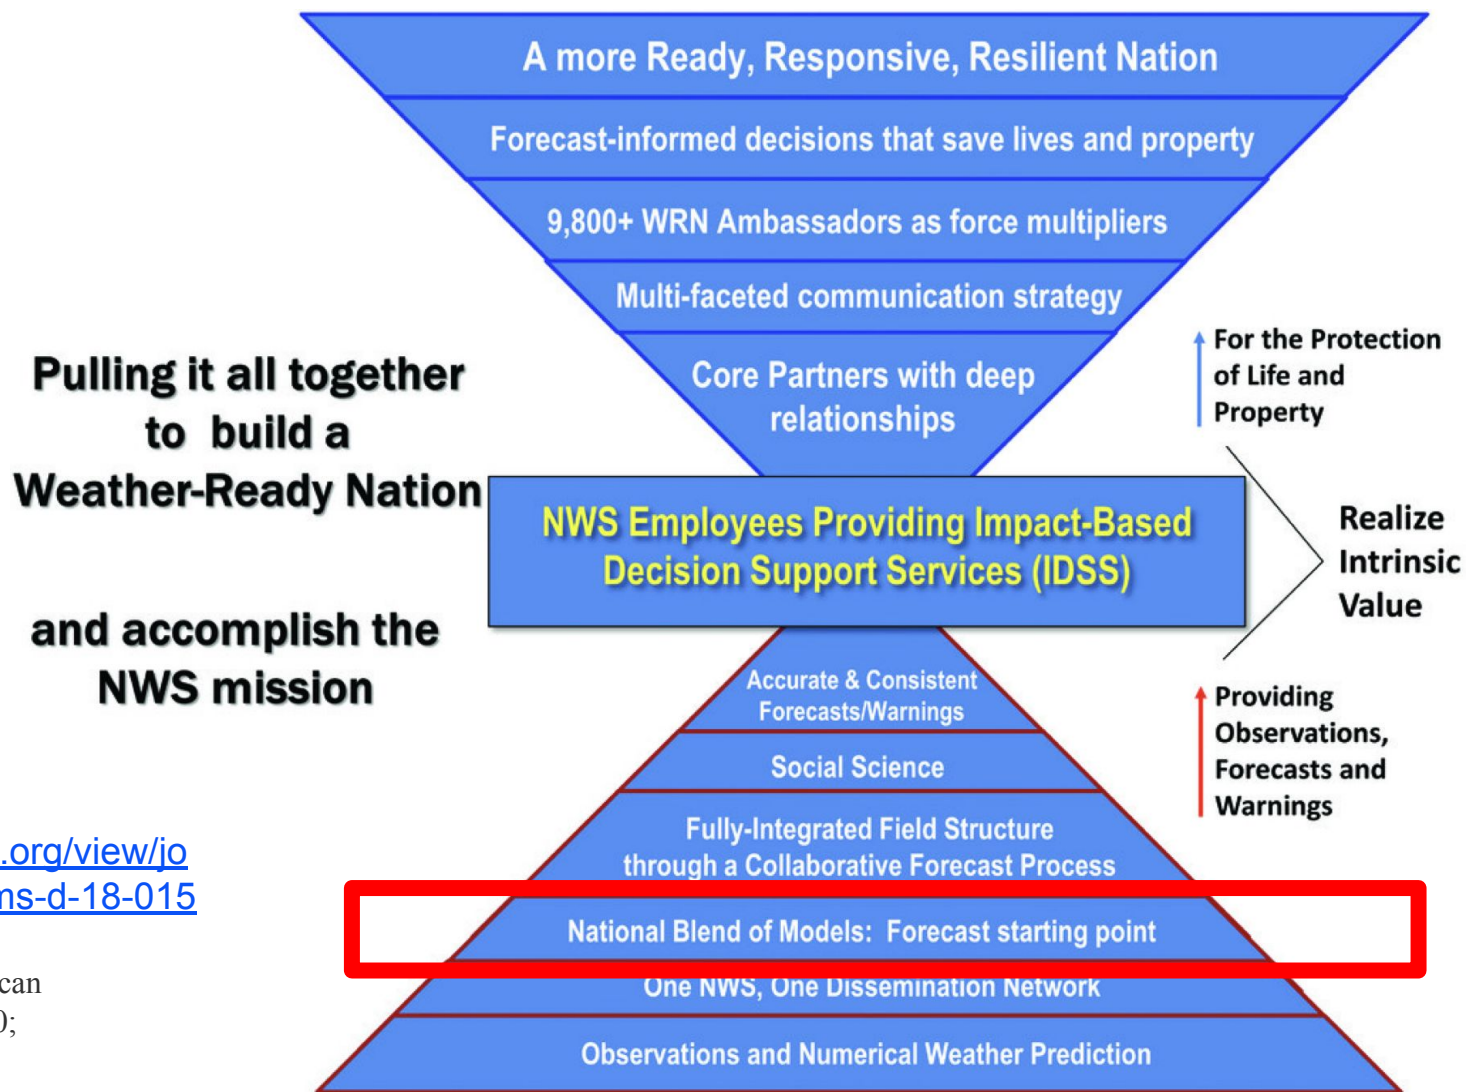 A more Ready, Responsive, Resilient Nation
Forecast-informed decisions that save lives and property
9,800+ WRN Ambassadors as force multipliers
Multi-faceted communication strategy
Core Partners with deep
relationships
For the Protection
of Life and
Property
Pulling it all together
to build a
Weather-Ready Nation
and accomplish the
NWS mission
NWS Employees Providing Impact-Based
Decision Support Services (IDSS)
Realize
Intrinsic
Value
Accurate & Consistent
Forecasts/Warnings
Social Science
Fully-Integrated Field Structure
through a Collaborative Forecast Process
National Blend of Models: Forecast starting point
One NWS, One Dissemination Network
Observations and Numerical Weather Prediction
Providing
Observations,
Forecasts and
Warnings
.org/view/jo
ms-d-18-015
can
);